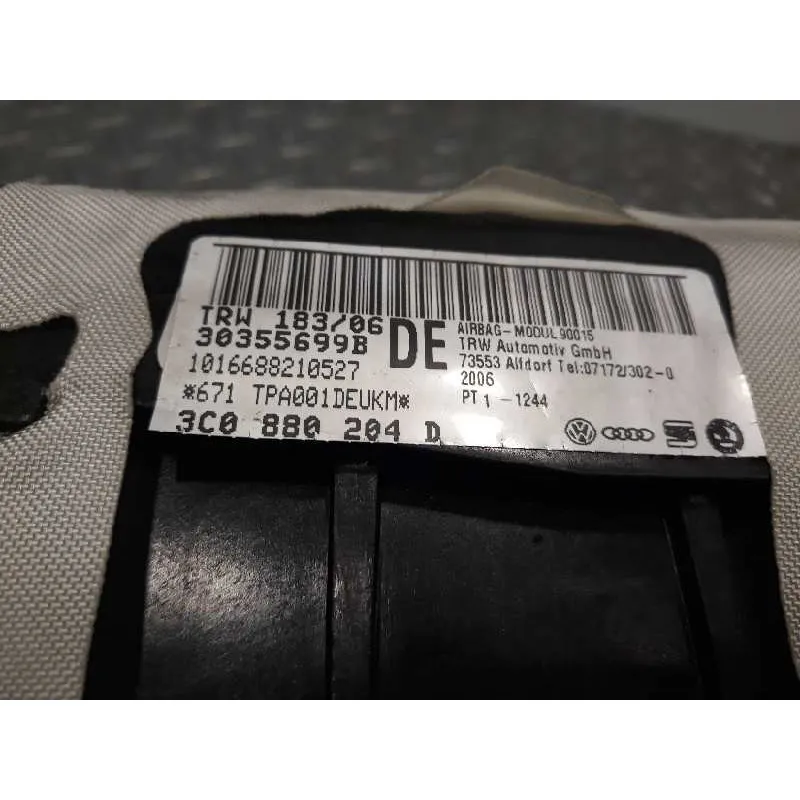 TRW 183/06
30355699B
1016688210527
*671 TPA001DEUKM*
3C0 880 204 D
DE
AIRBAG-MODUL 90015
TRW Automotiv GmbH
73553 Alfdorf Tel:07172/302-0
2006
PT 1 -1244